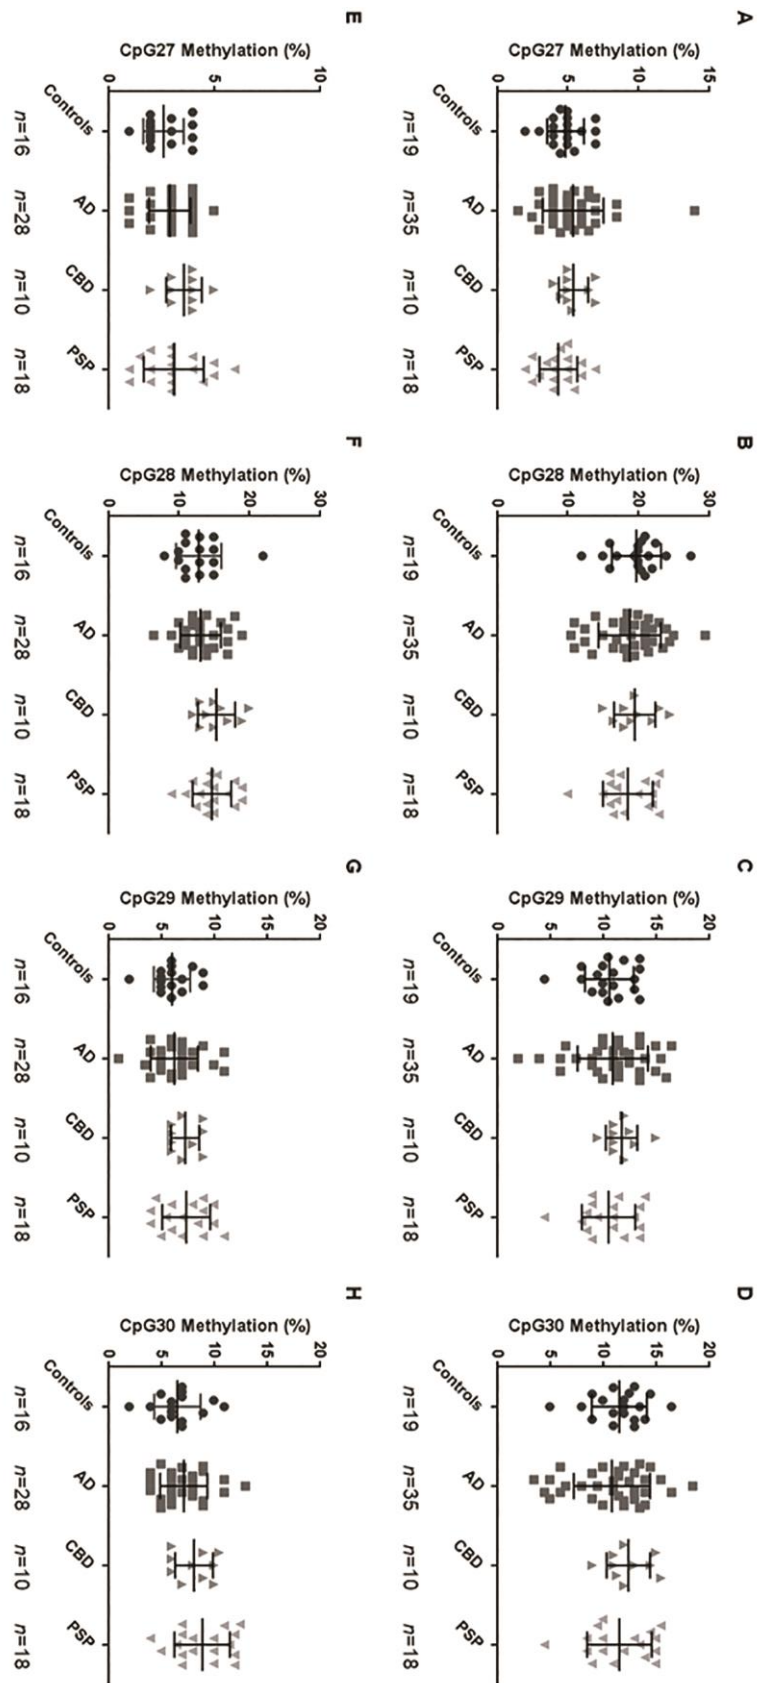 A
CpG27 Methylation (%)
15
10
5
0
Controls AD CBD PSP
n=19 n=35 n=10 n=18
B
CpG28 Methylation (%)
30
20
10
0
Controls AD CBD PSP
n=19 n=35 n=10 n=18
C
CpG29 Methylation (%)
20
15
10
5
0
Controls AD CBD PSP
n=19 n=35 n=10 n=18
D
CpG30 Methylation (%)
20
15
10
5
0
Controls AD CBD PSP
n=19 n=35 n=10 n=18
E
CpG27 Methylation (%)
10
5
0
Controls AD CBD PSP
n=16 n=28 n=10 n=18
F
CpG28 Methylation (%)
30
20
10
0
Controls AD CBD PSP
n=16 n=28 n=10 n=18
G
CpG29 Methylation (%)
20
15
10
5
0
Controls AD CBD PSP
n=16 n=28 n=10 n=18
H
CpG30 Methylation (%)
20
15
10
5
0
Controls AD CBD PSP
n=16 n=28 n=10 n=18